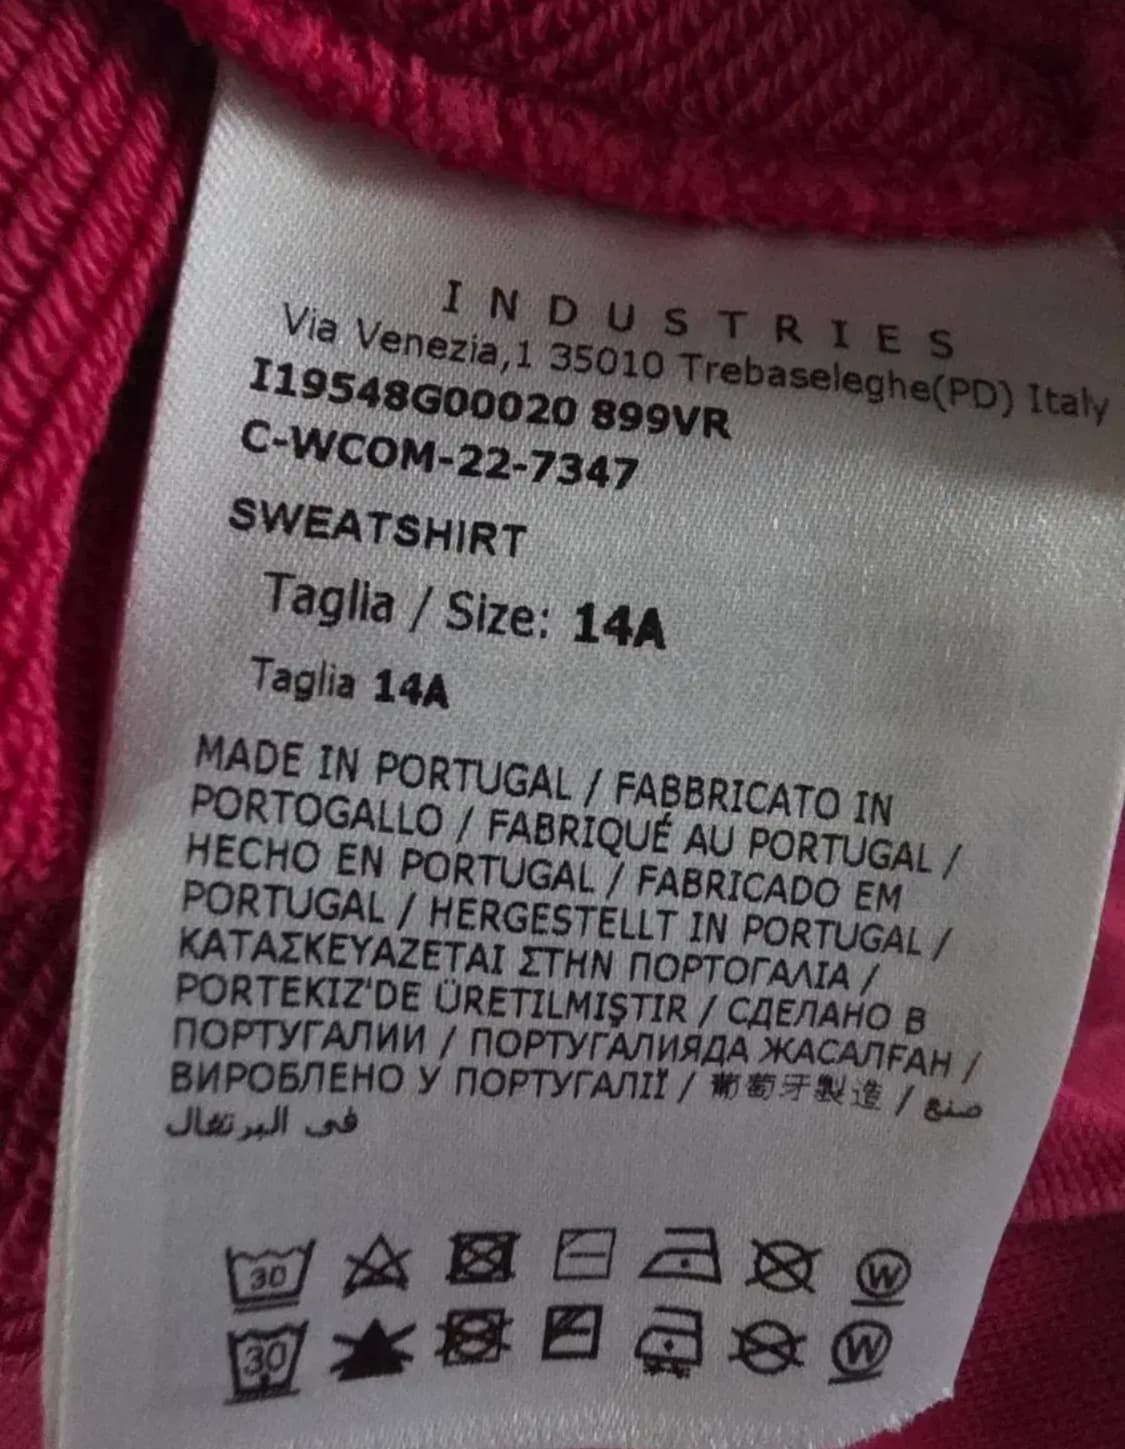 INDUSTRIES
Via Venezia,1 35010 Trebaseleghe(PD) Italy
I19548G00020 899VR
C-WCOM-22-7347
SWEATSHIRT
Taglia / Size: 14A
Taglia 14A
MADE IN PORTUGAL / FABBRICATO IN
PORTOGALLO / FABRIQUÉ AU PORTUGAL /
HECHO EN PORTUGAL / FABRICADO EM
PORTUGAL / HERGESTELLT IN PORTUGAL /
ΚΑΤΑΣΚΕΥΑΖΕΤΑΙ ΣΤΗΝ ΠΟΡΤΟΓΑΛΙΑ /
PORTEKIZ'DE ÜRETILMIŞTIR / СДЕЛАНО В
ПОРТУГАЛИИ / ПОРТУГАЛИЯДА ЖАСАЛҒАН /
ВИРОБЛЕНО У ПОРТУГАЛІЇ / 葡萄牙製造 / صنع
في البرتغال
30 W
30 W